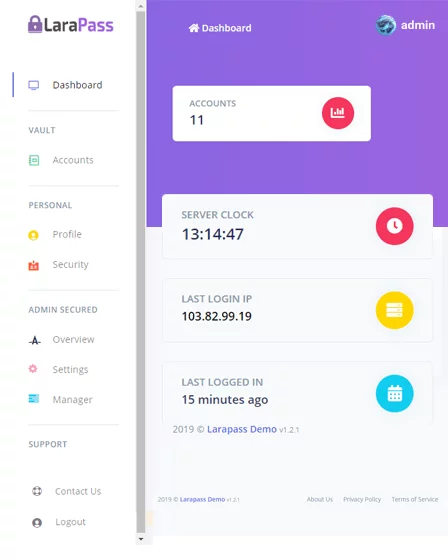 LaraPass
Dashboard
VAULT
Accounts
PERSONAL
Profile
Security
ADMIN SECURED
Overview
Settings
Manager
SUPPORT
Contact Us
Logout
Dashboard
admin
ACCOUNTS
11
SERVER CLOCK
13:14:47
LAST LOGIN IP
103.82.99.19
LAST LOGGED IN
15 minutes ago
2019 © Larapass Demo v1.2.1
2019 © Larapass Demo v1.2.1
About Us Privacy Policy Terms of Service